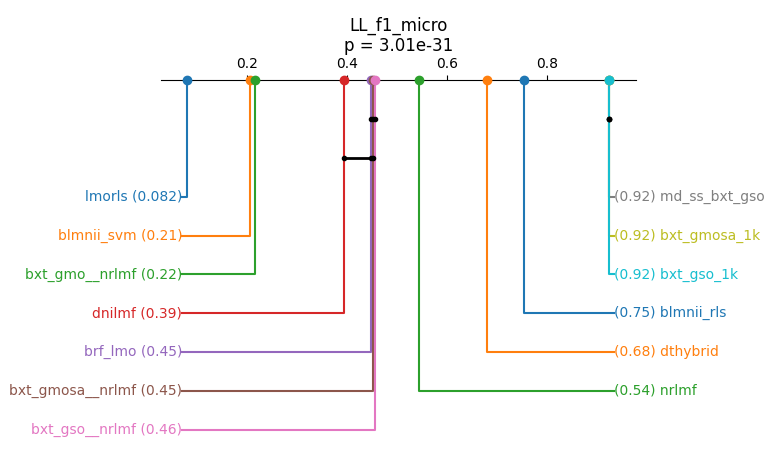 LL_f1_micro
p = 3.01e-31
0.2 0.4 0.6 0.8
lmorls (0.082)
blmnii_svm (0.21)
bxt_gmo__nrlmf (0.22)
dnilmf (0.39)
brf_lmo (0.45)
bxt_gmosa__nrlmf (0.45)
bxt_gso__nrlmf (0.46)
(0.92) md_ss_bxt_gso
(0.92) bxt_gmosa_1k
(0.92) bxt_gso_1k
(0.75) blmnii_rls
(0.68) dthybrid
(0.54) nrlmf